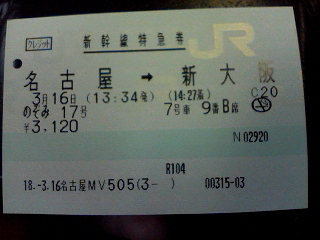 クレジット 新幹線特急券 JR
名古屋 → 新大阪
3月16日 (13:34発) (14:27着) C20
のぞみ 17号 7号車 9番B席
¥3,120
N02920
R104
18.-3.16名古屋MV505(3- ) 00315-03